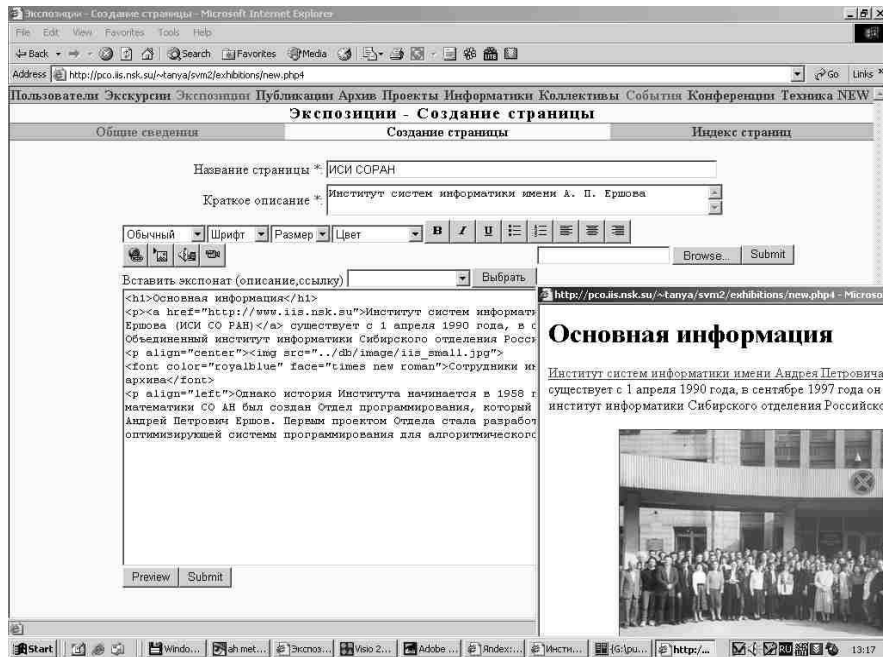 Экспозиции - Создание страницы - Microsoft Internet Explorer
File Edit View Favorites Tools Help
Back Search Favorites Media
Address http://pco.iis.nsk.su/~tanya/svm2/exhibitions/new.php4 Go Links
Пользователи Экскурсии Экспозиции Публикации Архив Проекты Информатики Коллективы События Конференции Техника NEW
Экспозиции - Создание страницы
Общие сведения Создание страницы Индекс страниц
Название страницы *: ИСИ СОРАН
Краткое описание *: Институт систем информатики имени А. П. Ершова
Обычный Шрифт Размер Цвет B I U
Browse... Submit
Вставить экспонат (описание,ссылку) Выбрать
<h1>Основная информация</h1>
<p><a href="http://www.iis.nsk.su">Институт систем информати
Ершова (ИСИ СО РАН)</a> существует с 1 апреля 1990 года, в с
Объединенный институт информатики Сибирского отделения Росси
<p align="center"><img src="../db/image/iis_small.jpg">
<font color="royalblue" face="times new roman">Сотрудники ин
архива</font>
<p align="left">Однако история Института начинается в 1958 г
математики СО АН был создан Отдел программирования, который
Андрей Петрович Ершов. Первым проектом Отдела стала разработ
оптимизирующей системы программирования для алгоритмического
Preview Submit
http://pco.iis.nsk.su/~tanya/svm2/exhibitions/new.php4 - Microso
Основная информация
Институт систем информатики имени Андрея Петровича
существует с 1 апреля 1990 года, в сентябре 1997 года он
институт информатики Сибирского отделения Российско
Start Windo... ah met... Экспоз... Visio 2... Adobe ... Яndex:... Инсти... {G:\pu... http:/... RU 13:17